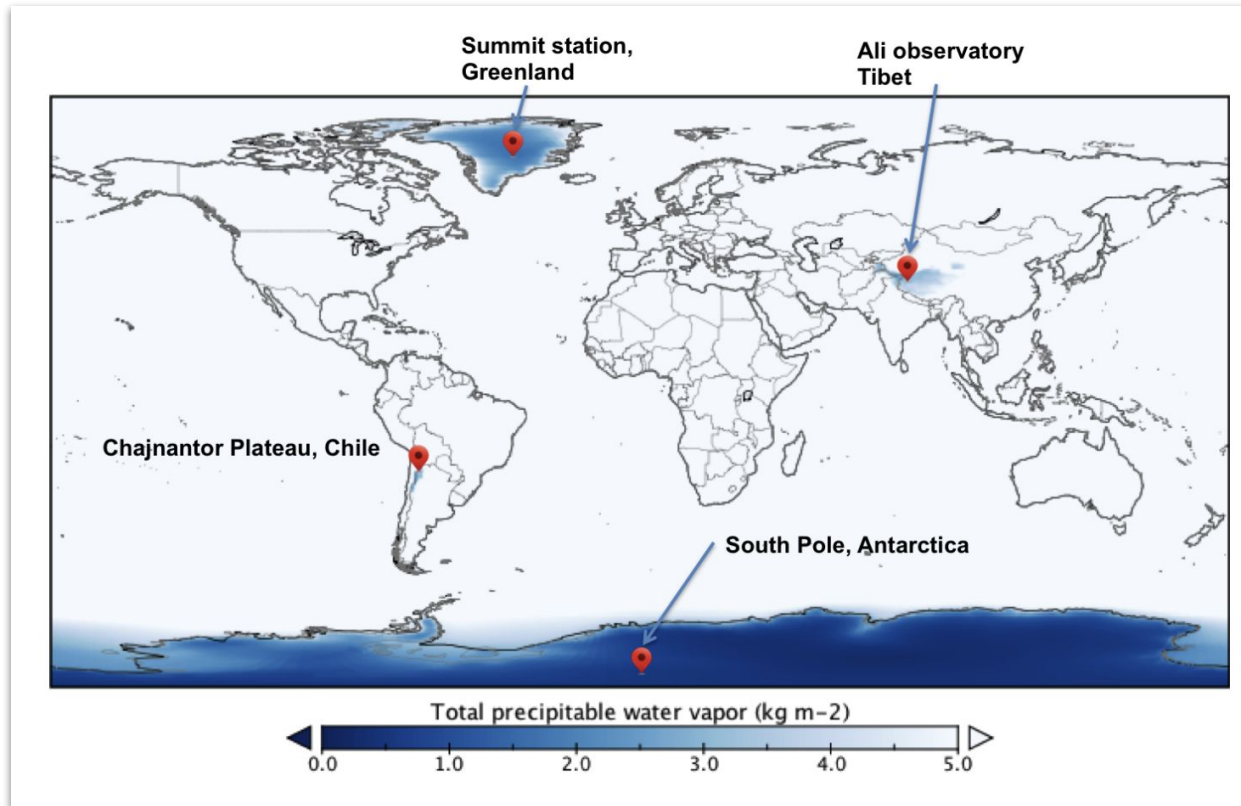 Summit station,
Greenland
Ali observatory
Tibet
Chajnantor Plateau, Chile
South Pole, Antarctica
Total precipitable water vapor (kg m-2)
0.0 1.0 2.0 3.0 4.0 5.0